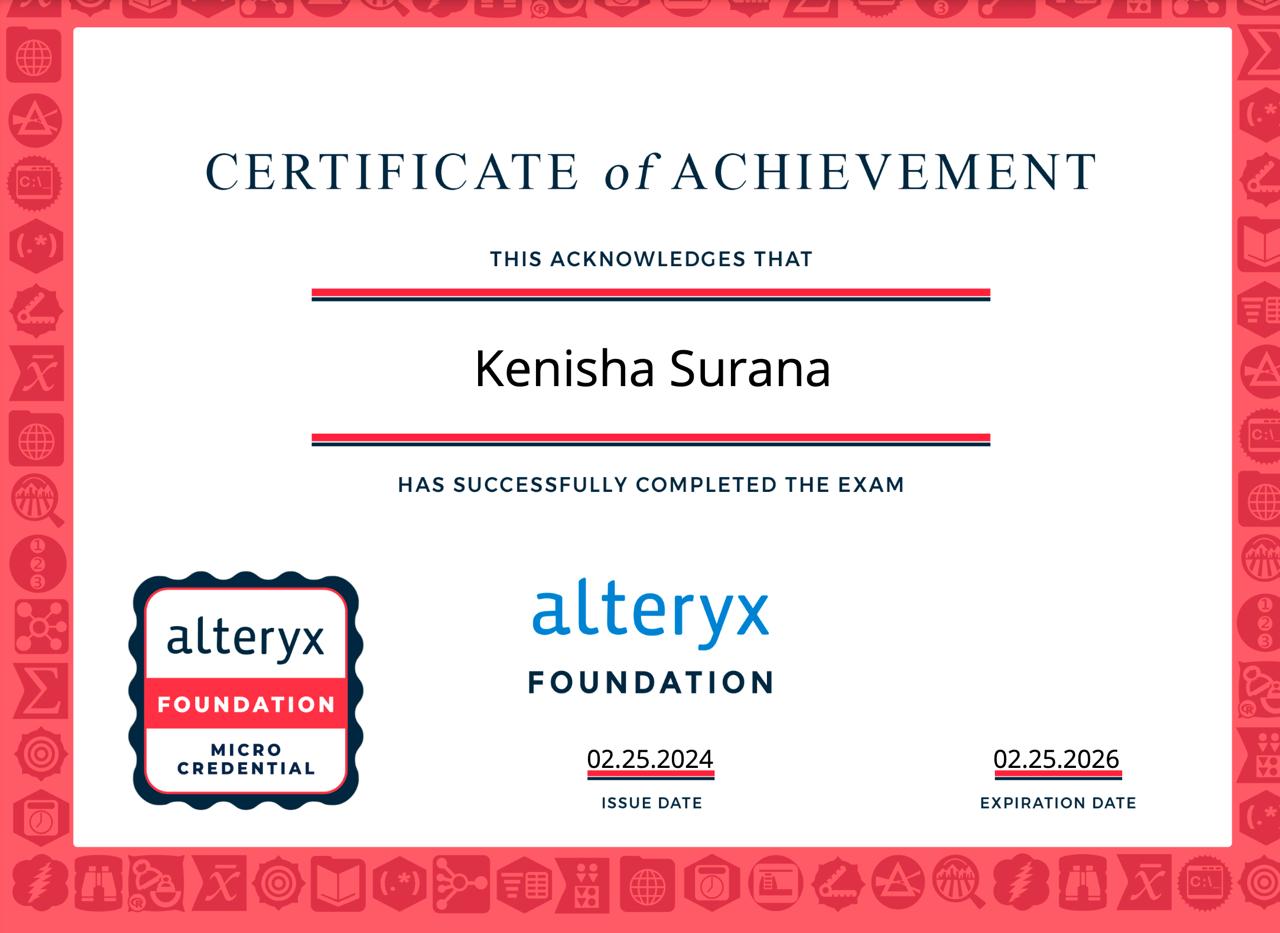 CERTIFICATE of ACHIEVEMENT
THIS ACKNOWLEDGES THAT
Kenisha Surana
HAS SUCCESSFULLY COMPLETED THE EXAM
alteryx
FOUNDATION
MICRO
CREDENTIAL
alteryx
FOUNDATION
02.25.2024
ISSUE DATE
02.25.2026
EXPIRATION DATE